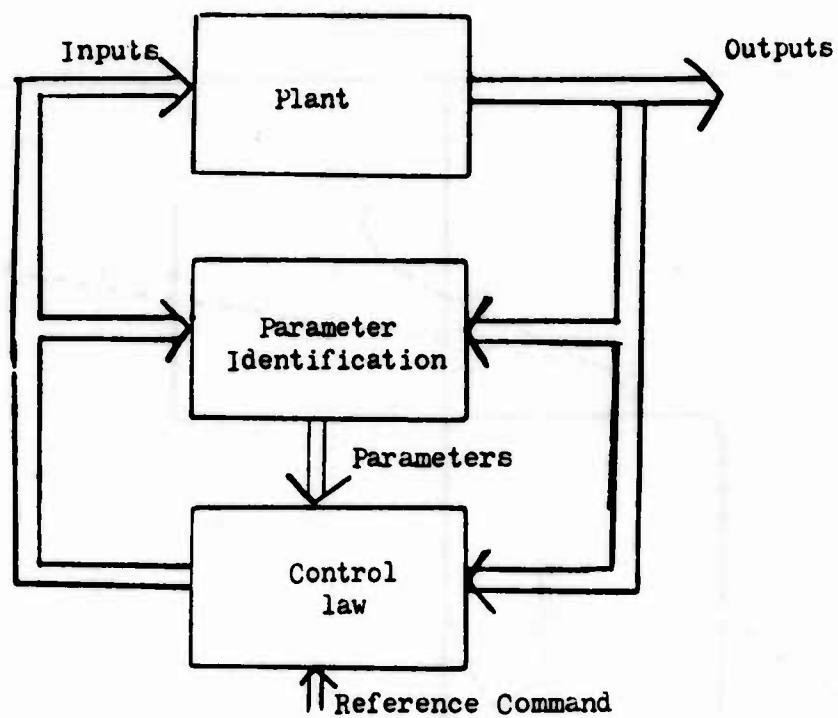 Inputs
Outputs
Plant
Parameter
Identification
Parameters
Control
law
Reference Command